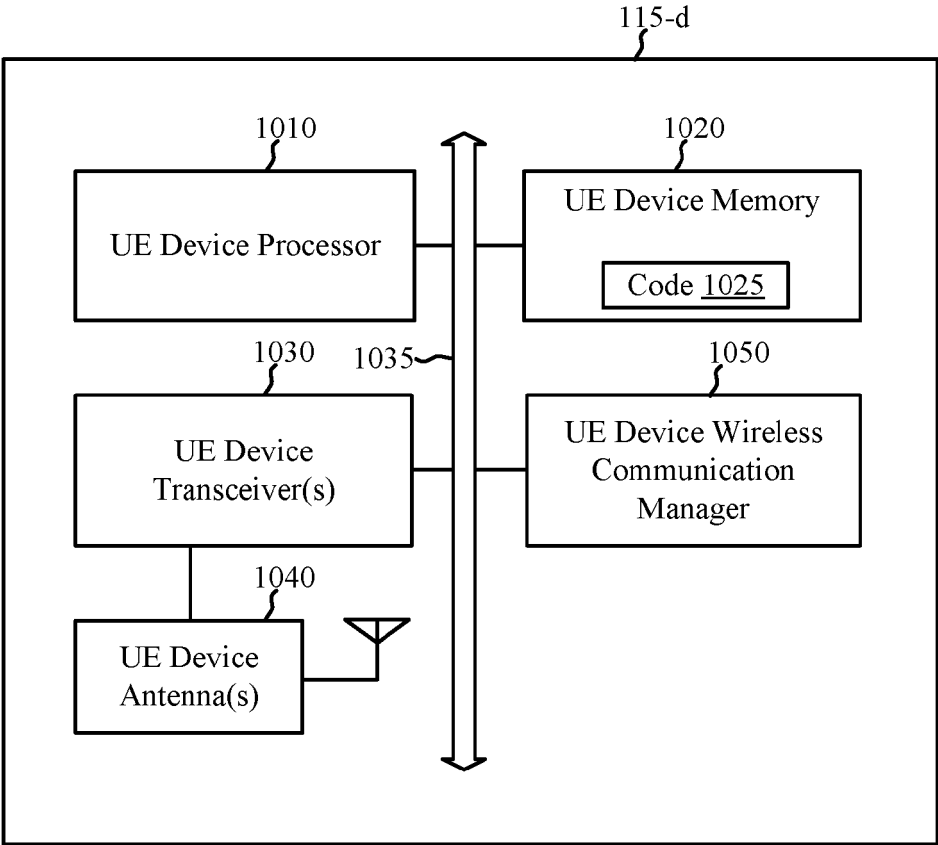 115-d
1010
1020
UE Device Processor
UE Device Memory
Code 1025
1030
1035
1050
UE Device
Transceiver(s)
UE Device Wireless
Communication
Manager
1040
UE Device
Antenna(s)